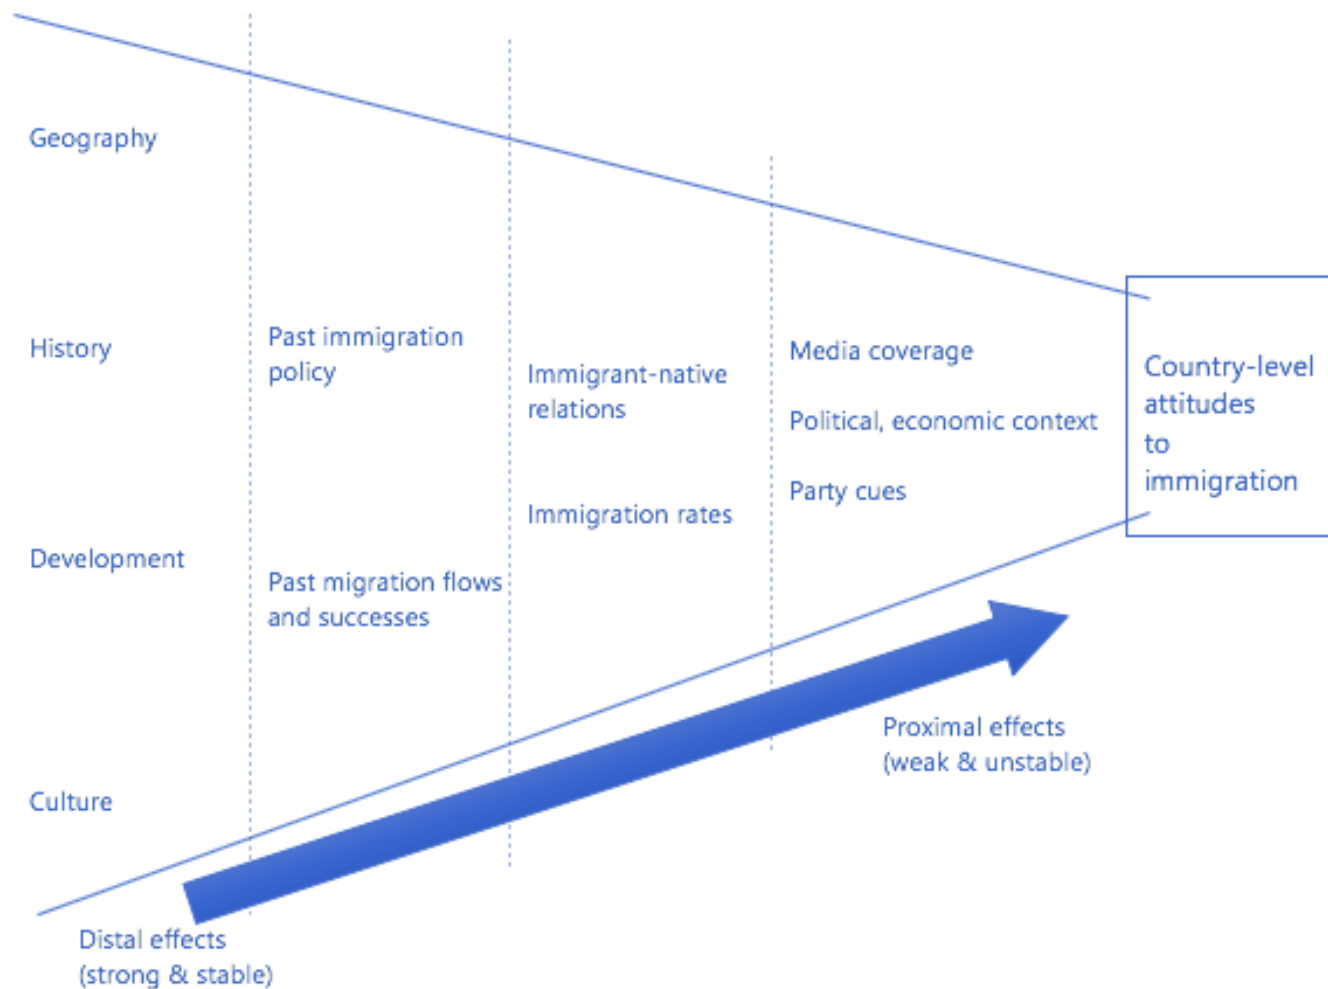 Geography
History
Development
Culture
Past immigration
policy
Past migration flows
and successes
Immigrant-native
relations
Immigration rates
Media coverage
Political, economic context
Party cues
Country-level
attitudes
to
immigration
Proximal effects
(weak & unstable)
Distal effects
(strong & stable)